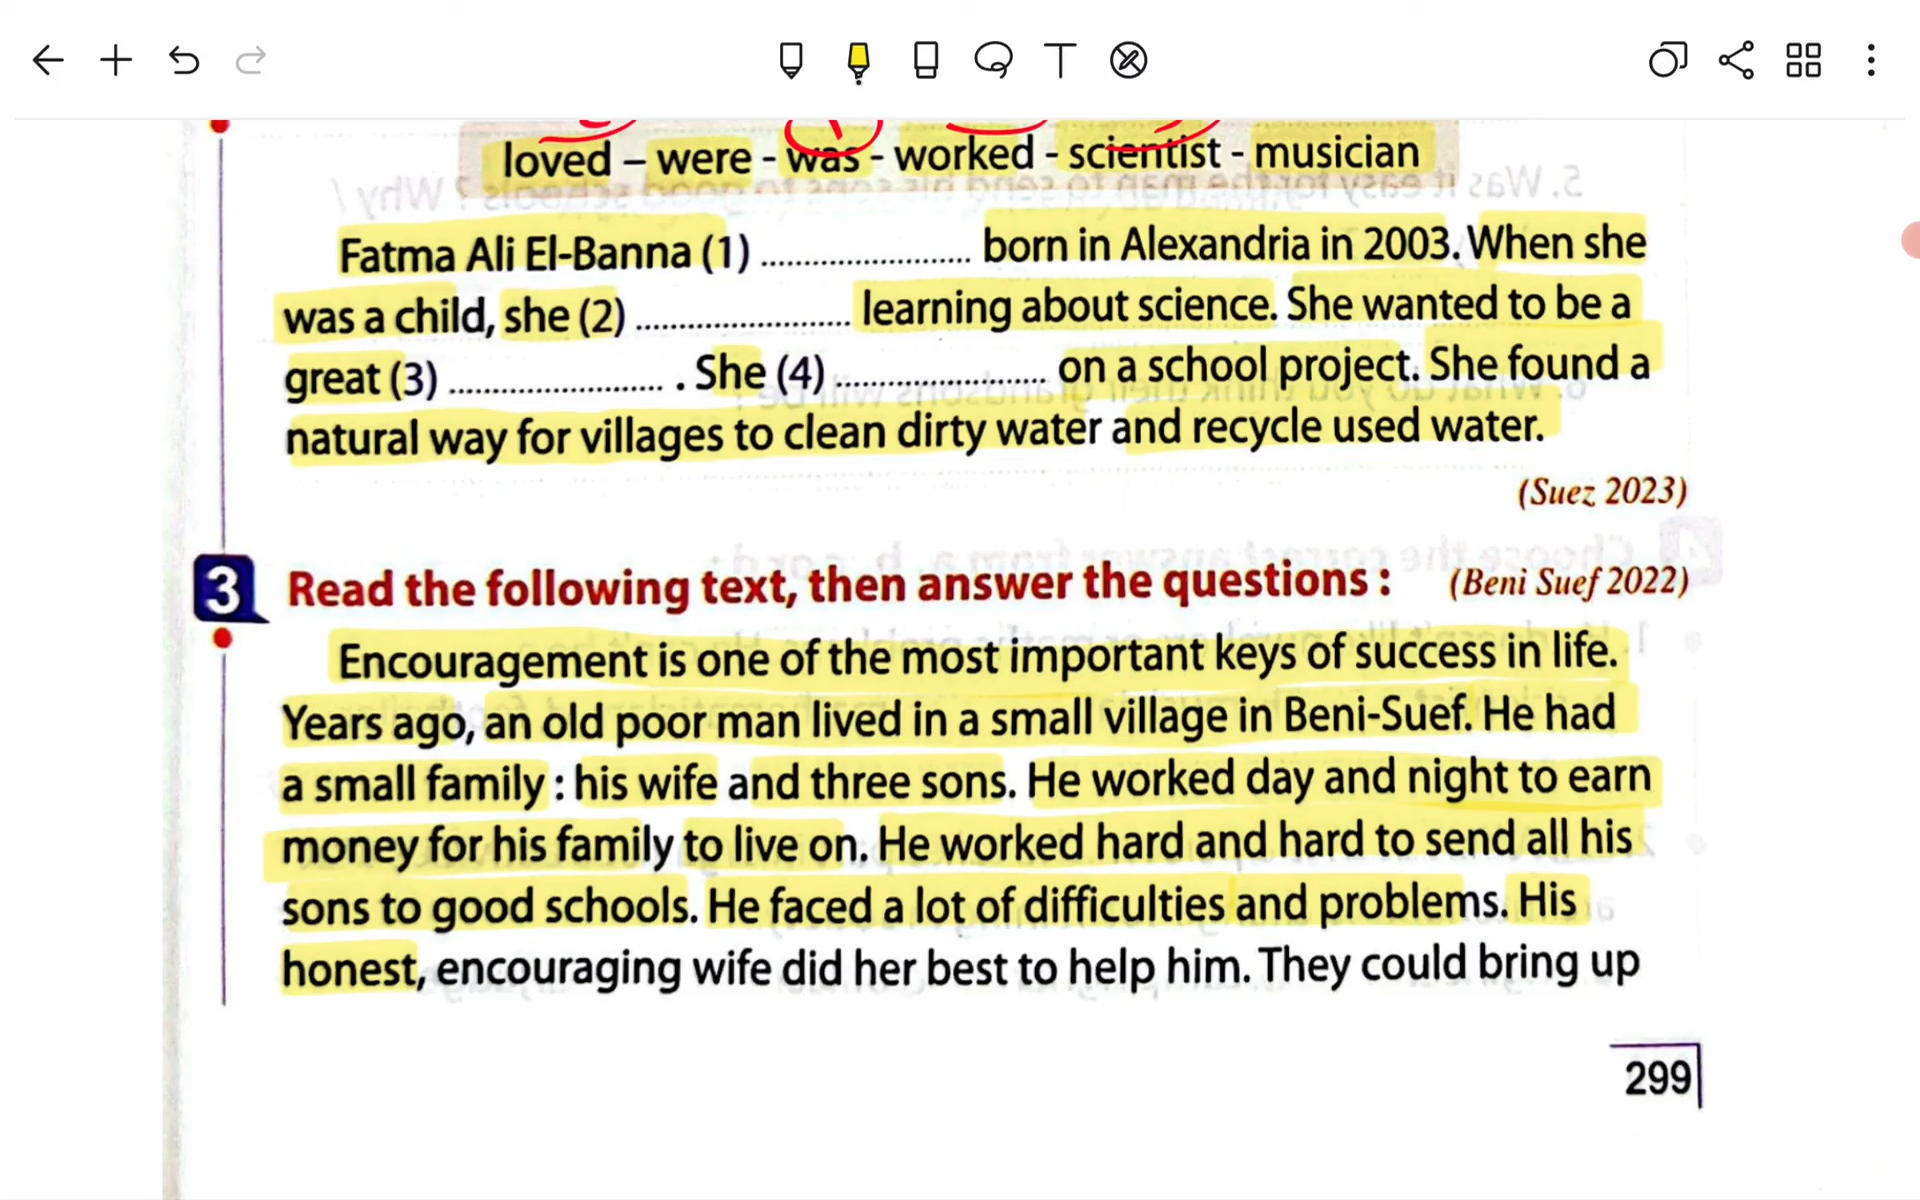 loved – were - was - worked - scientist - musician
Fatma Ali El-Banna (1) ........................ born in Alexandria in 2003. When she
was a child, she (2) ........................ learning about science. She wanted to be a
great (3) ........................ . She (4) ........................ on a school project. She found a
natural way for villages to clean dirty water and recycle used water.
(Suez 2023)
3 Read the following text, then answer the questions : (Beni Suef 2022)
Encouragement is one of the most important keys of success in life.
Years ago, an old poor man lived in a small village in Beni-Suef. He had
a small family : his wife and three sons. He worked day and night to earn
money for his family to live on. He worked hard and hard to send all his
sons to good schools. He faced a lot of difficulties and problems. His
honest, encouraging wife did her best to help him. They could bring up
299